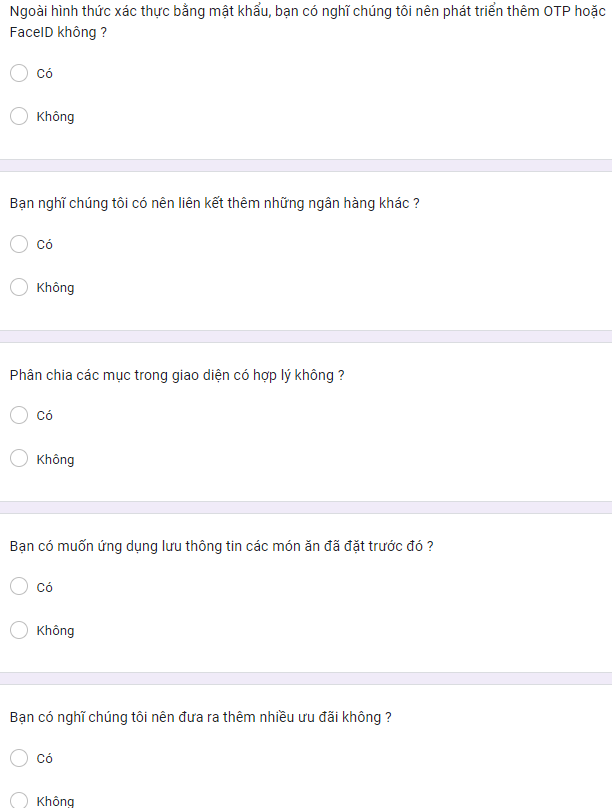 Ngoài hình thức xác thực bằng mật khẩu, bạn có nghĩ chúng tôi nên phát triển thêm OTP hoặc
FaceID không ?
Có
Không
Bạn nghĩ chúng tôi có nên liên kết thêm những ngân hàng khác ?
Có
Không
Phân chia các mục trong giao diện có hợp lý không ?
Có
Không
Bạn có muốn ứng dụng lưu thông tin các món ăn đã đặt trước đó ?
Có
Không
Bạn có nghĩ chúng tôi nên đưa ra thêm nhiều ưu đãi không ?
Có
Không